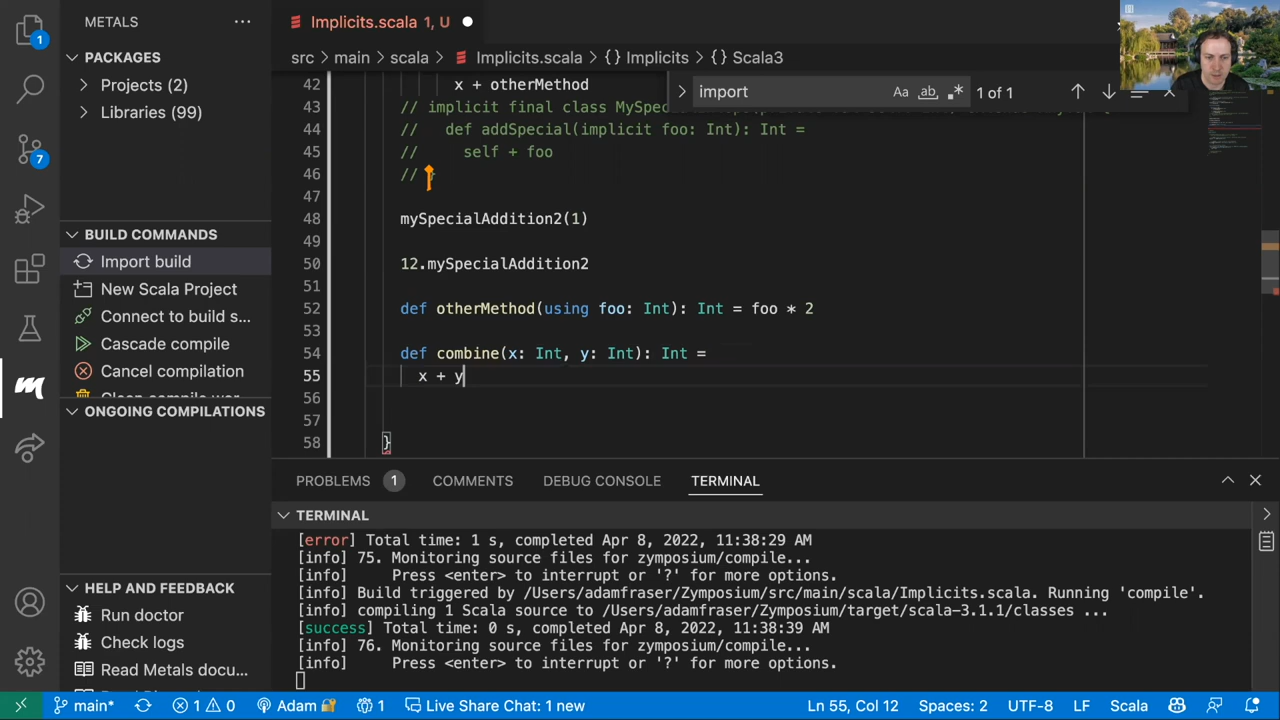 METALS
Implicits.scala 1, U
src main scala Implicits.scala {} Implicits {} Scala3
import Aa ab 1 of 1
PACKAGES
Projects (2)
Libraries (99)
BUILD COMMANDS
Import build
New Scala Project
Connect to build s...
Cascade compile
Cancel compilation
ONGOING COMPILATIONS
HELP AND FEEDBACK
Run doctor
Check logs
Read Metals docu...
42 x + otherMethod
43 // implicit final class MySpec
44 // def addSpecial(implicit foo: Int): Int =
45 // self + foo
46 // }
47
48 mySpecialAddition2(1)
49
50 12.mySpecialAddition2
51
52 def otherMethod(using foo: Int): Int = foo * 2
53
54 def combine(x: Int, y: Int): Int =
55 x + y
56
57
58 }
PROBLEMS 1 COMMENTS DEBUG CONSOLE TERMINAL
TERMINAL
[error] Total time: 1 s, completed Apr 8, 2022, 11:38:29 AM
[info] 75. Monitoring source files for zymposium/compile...
[info] Press <enter> to interrupt or '?' for more options.
[info] Build triggered by /Users/adamfraser/Zymposium/src/main/scala/Implicits.scala. Running 'compile'.
[info] compiling 1 Scala source to /Users/adamfraser/Zymposium/target/scala-3.1.1/classes ...
[success] Total time: 0 s, completed Apr 8, 2022, 11:38:39 AM
[info] 76. Monitoring source files for zymposium/compile...
[info] Press <enter> to interrupt or '?' for more options.
1
7
main* 1 0 Adam 1 Live Share Chat: 1 new Ln 55, Col 12 Spaces: 2 UTF-8 LF Scala